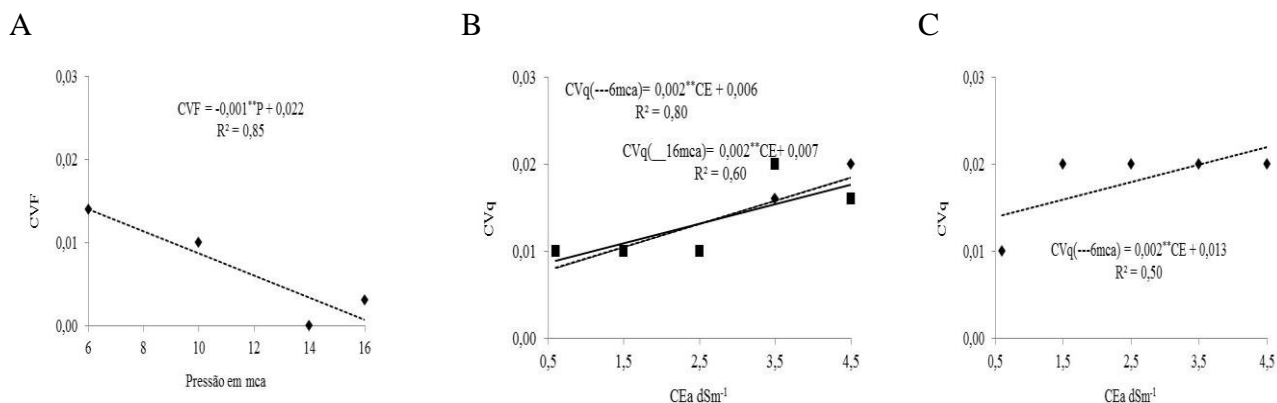 A
0,03
0,02
0,01
0,00
CVF
CVF = -0,001**P + 0,022
R² = 0,85
6 8 10 12 14 16
Pressão em mca
B
0,03
0,02
0,01
0,00
CVq
CVq(---6mca)= 0,002**CE + 0,006
R² = 0,80
CVq(__16mca)= 0,002**CE+ 0,007
R² = 0,60
0,5 1,5 2,5 3,5 4,5
CEa dSm⁻¹
C
0,03
0,02
0,01
0,00
CVq
CVq(---6mca) = 0,002**CE + 0,013
R² = 0,50
0,5 1,5 2,5 3,5 4,5
CEa dSm⁻¹